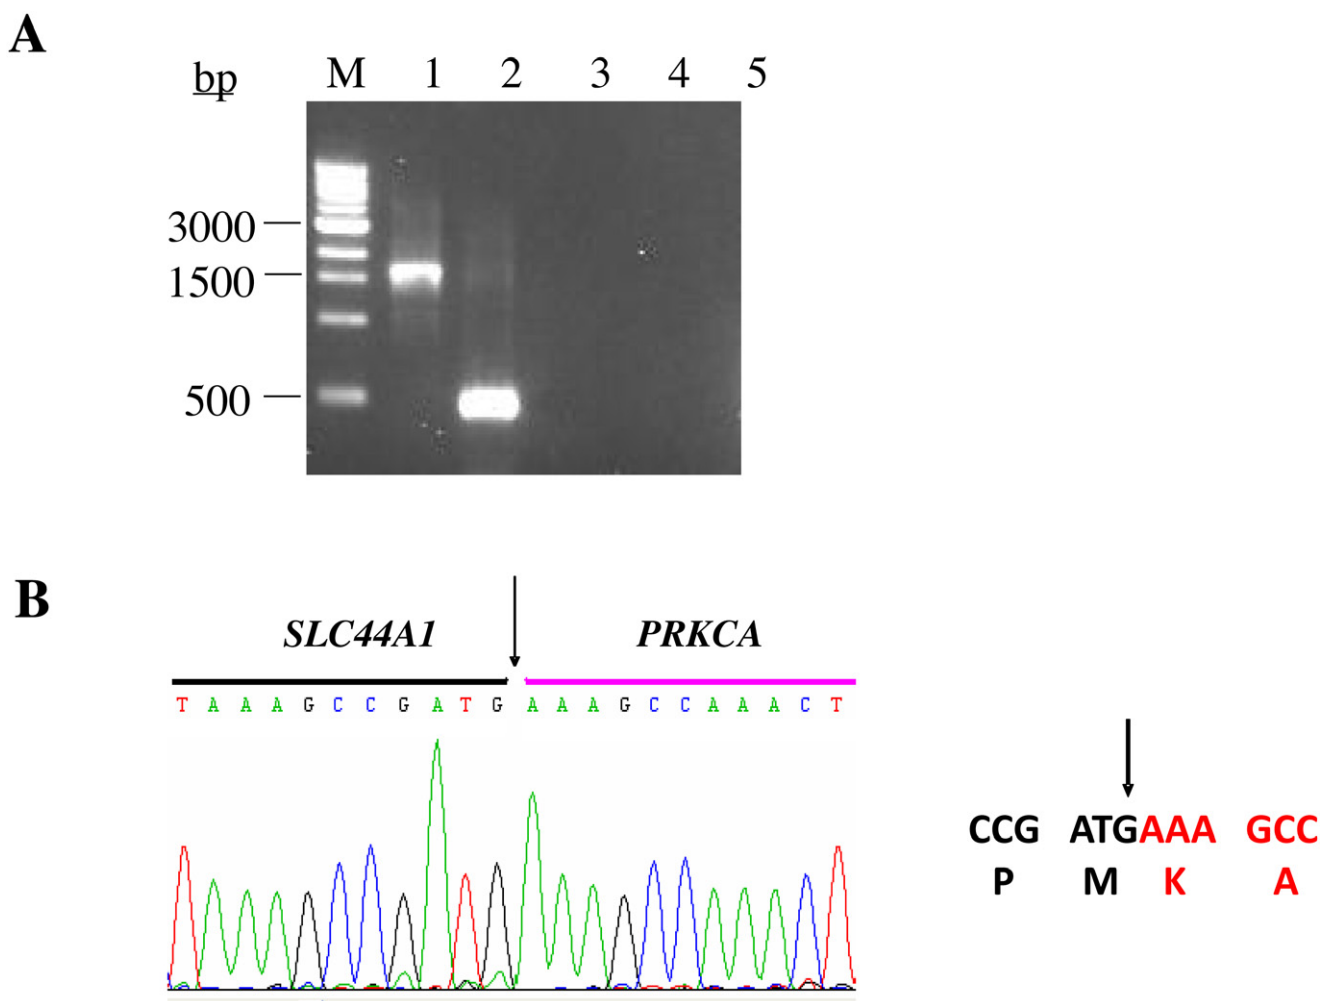 A
bp M 1 2 3 4 5
3000
1500
500
B
SLC44A1 PRKCA
T A A A G C C G A T G A A A G C C A A A C T
CCG ATGAAA GCC
P M K A